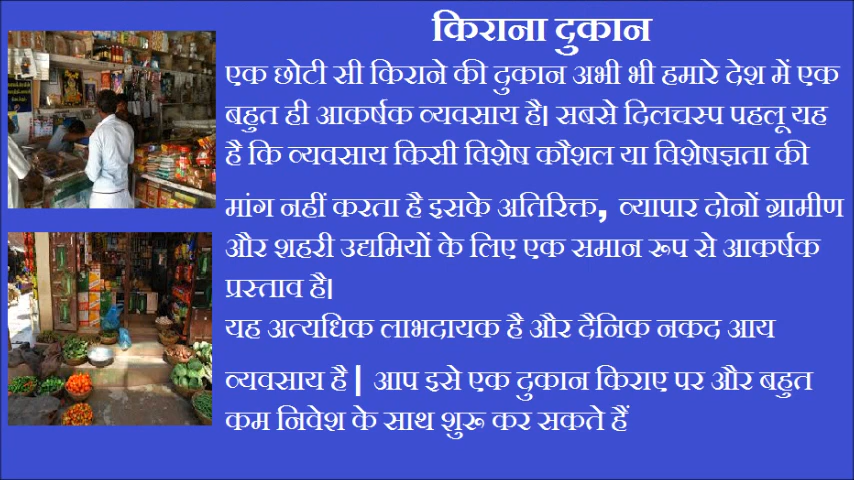 किराना दुकान
एक छोटी सी किराने की दुकान अभी भी हमारे देश में एक
बहुत ही आकर्षक व्यवसाय है। सबसे दिलचस्प पहलू यह
है कि व्यवसाय किसी विशेष कौशल या विशेषज्ञता की
मांग नहीं करता है इसके अतिरिक्त, व्यापार दोनों ग्रामीण
और शहरी उद्यमियों के लिए एक समान रूप से आकर्षक
प्रस्ताव है।
यह अत्यधिक लाभदायक है और दैनिक नकद आय
व्यवसाय है | आप इसे एक दुकान किराए पर और बहुत
कम निवेश के साथ शुरू कर सकते हैं